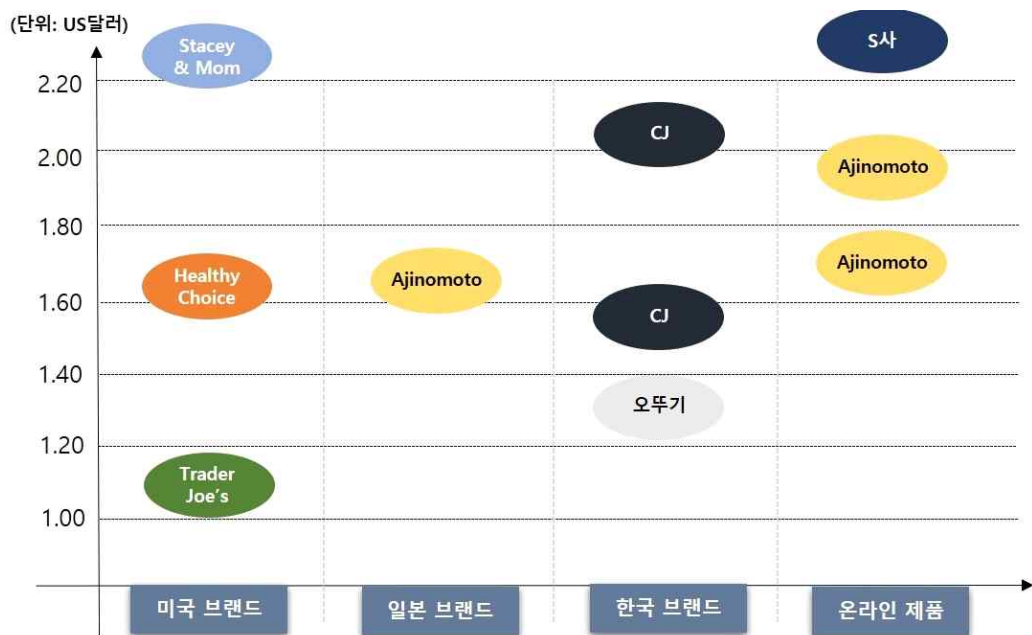 (단위: US달러)
2.20
2.00
1.80
1.60
1.40
1.20
1.00
Stacey
& Mom
Healthy
Choice
Trader
Joe's
Ajinomoto
CJ
CJ
오뚜기
S사
Ajinomoto
Ajinomoto
미국 브랜드
일본 브랜드
한국 브랜드
온라인 제품